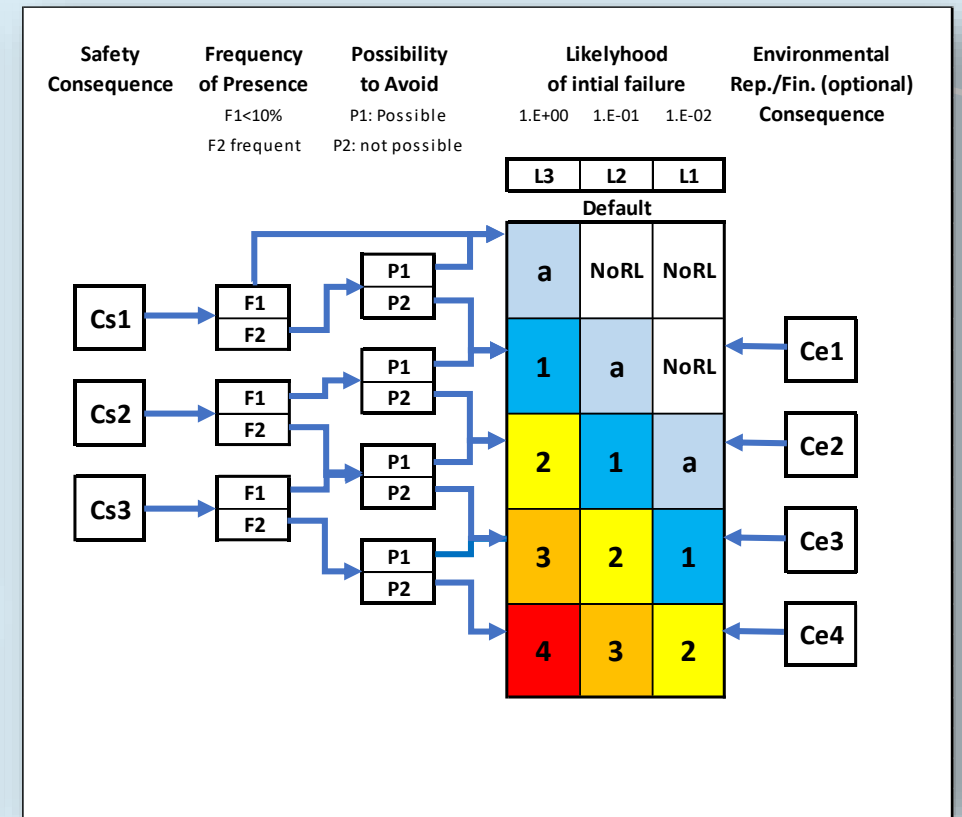 Safety
Consequence
Frequency
of Presence
F1<10%
F2 frequent
Possibility
to Avoid
P1: Possible
P2: not possible
Likelyhood
of intial failure
1.E+00 1.E-01 1.E-02
Environmental
Rep./Fin. (optional)
Consequence
L3 L2 L1
Default
Cs1
F1
F2
P1
P2
a NoRL NoRL
Cs2
F1
F2
P1
P2
1 a NoRL
Ce1
Cs3
F1
F2
P1
P2
2 1 a
Ce2
P1
P2
3 2 1
Ce3
4 3 2
Ce4